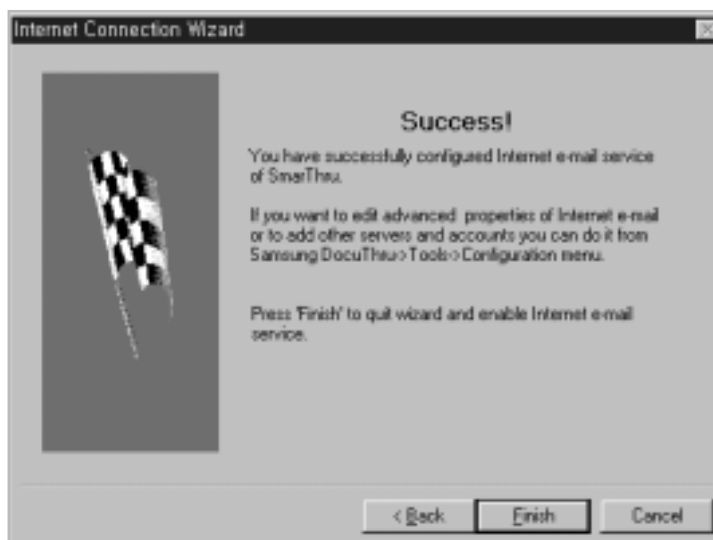 Internet Connection Wizard
Success!
You have successfully configured Internet e-mail service
of SmarThru.
If you want to edit advanced properties of Internet e-mail
or to add other servers and accounts you can do it from
Samsung DocuThru->Tools->Configuration menu.
Press 'Finish' to quit wizard and enable Internet e-mail
service.
< Back
Finish
Cancel